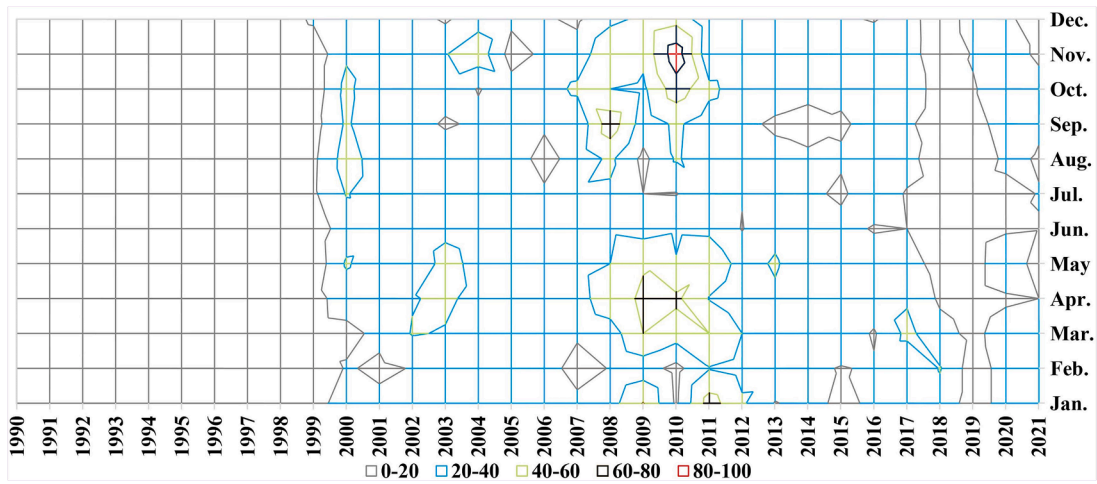 Dec.
Nov.
Oct.
Sep.
Aug.
Jul.
Jun.
May
Apr.
Mar.
Feb.
Jan.
1990 1991 1992 1993 1994 1995 1996 1997 1998 1999 2000 2001 2002 2003 2004 2005 2006 2007 2008 2009 2010 2011 2012 2013 2014 2015 2016 2017 2018 2019 2020 2021
0-20 20-40 40-60 60-80 80-100